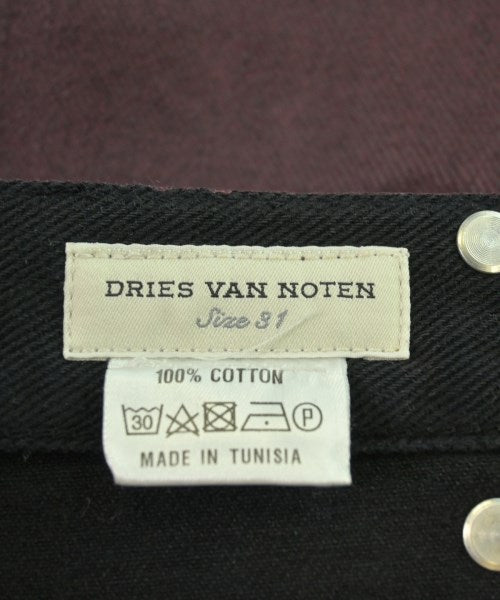 DRIES VAN NOTEN
Size 31
100% COTTON
30 P
MADE IN TUNISIA